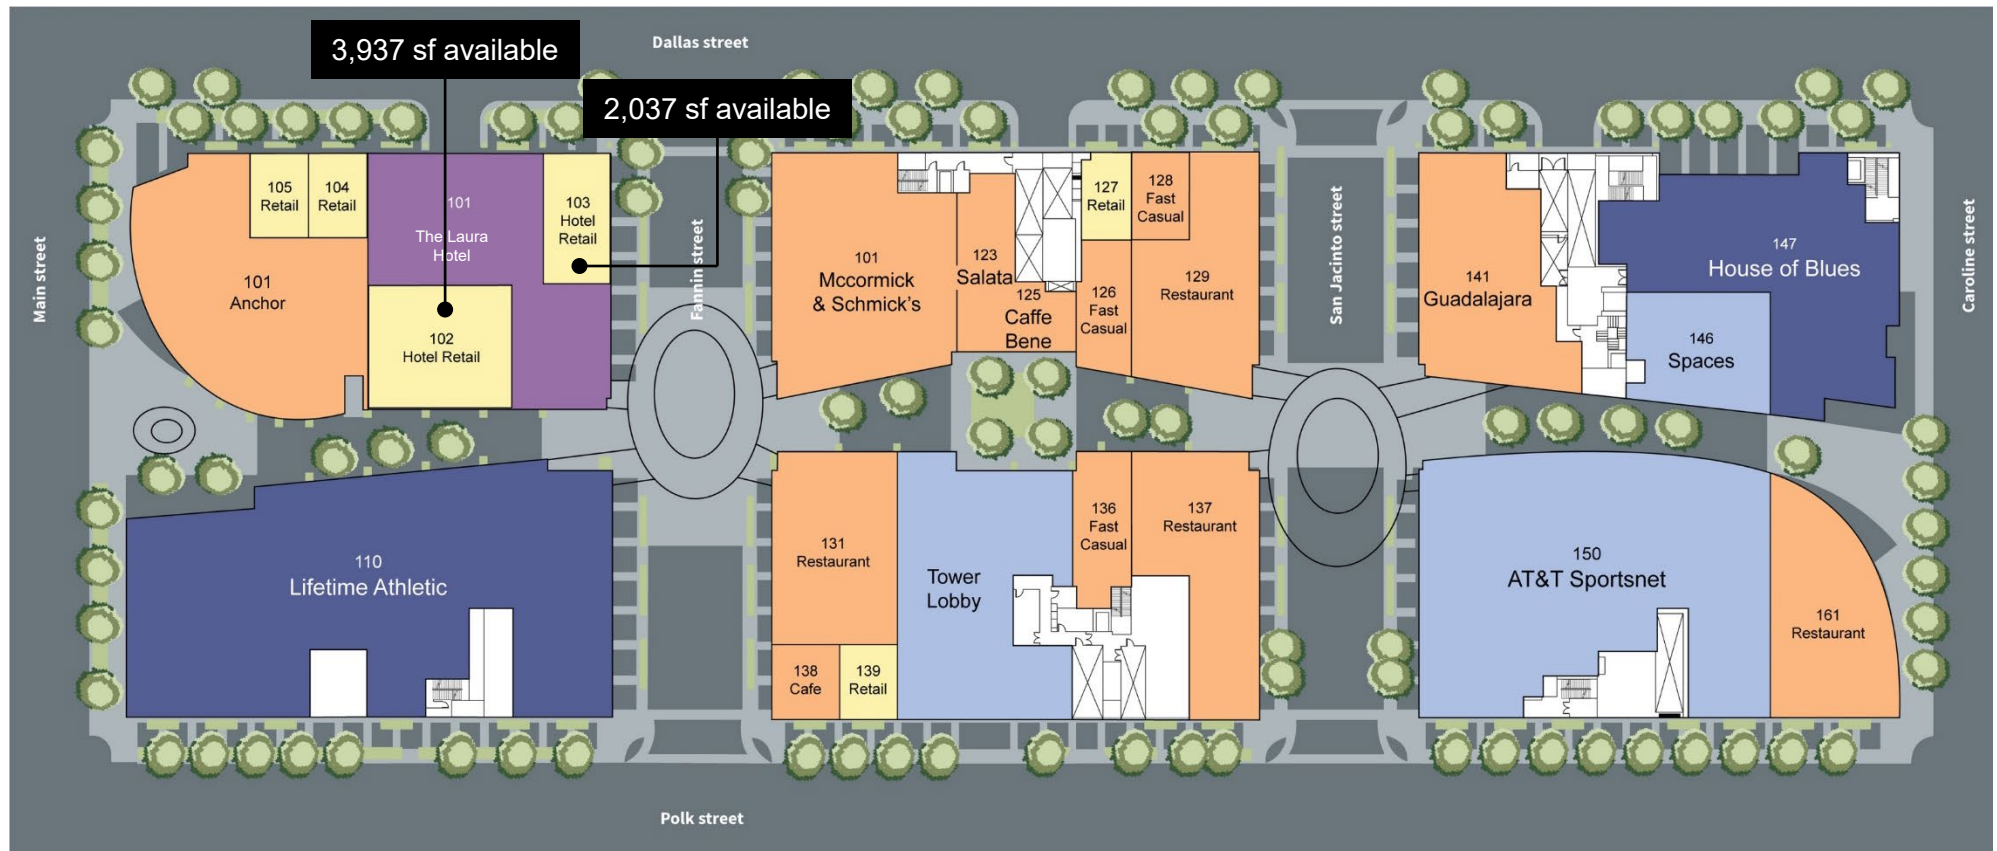 Dallas street
3,937 sf available
2,037 sf available
Main street
Fannin street
San Jacinto street
Caroline street
105
Retail
104
Retail
101
The Laura
Hotel
103
Hotel
Retail
101
Anchor
102
Hotel Retail
101
Mccormick
& Schmick's
123
Salata
125
Caffe
Bene
127
Retail
128
Fast
Casual
126
Fast
Casual
129
Restaurant
141
Guadalajara
147
House of Blues
146
Spaces
110
Lifetime Athletic
131
Restaurant
138
Cafe
139
Retail
Tower
Lobby
136
Fast
Casual
137
Restaurant
150
AT&T Sportsnet
161
Restaurant
Polk street